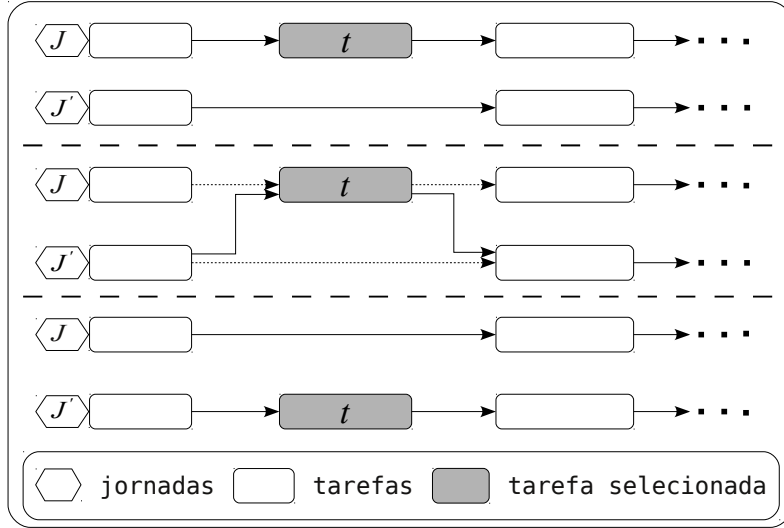 J t ...
J' ...
J t ...
J' ...
J ...
J' t ...
jornadas tarefas tarefa selecionada